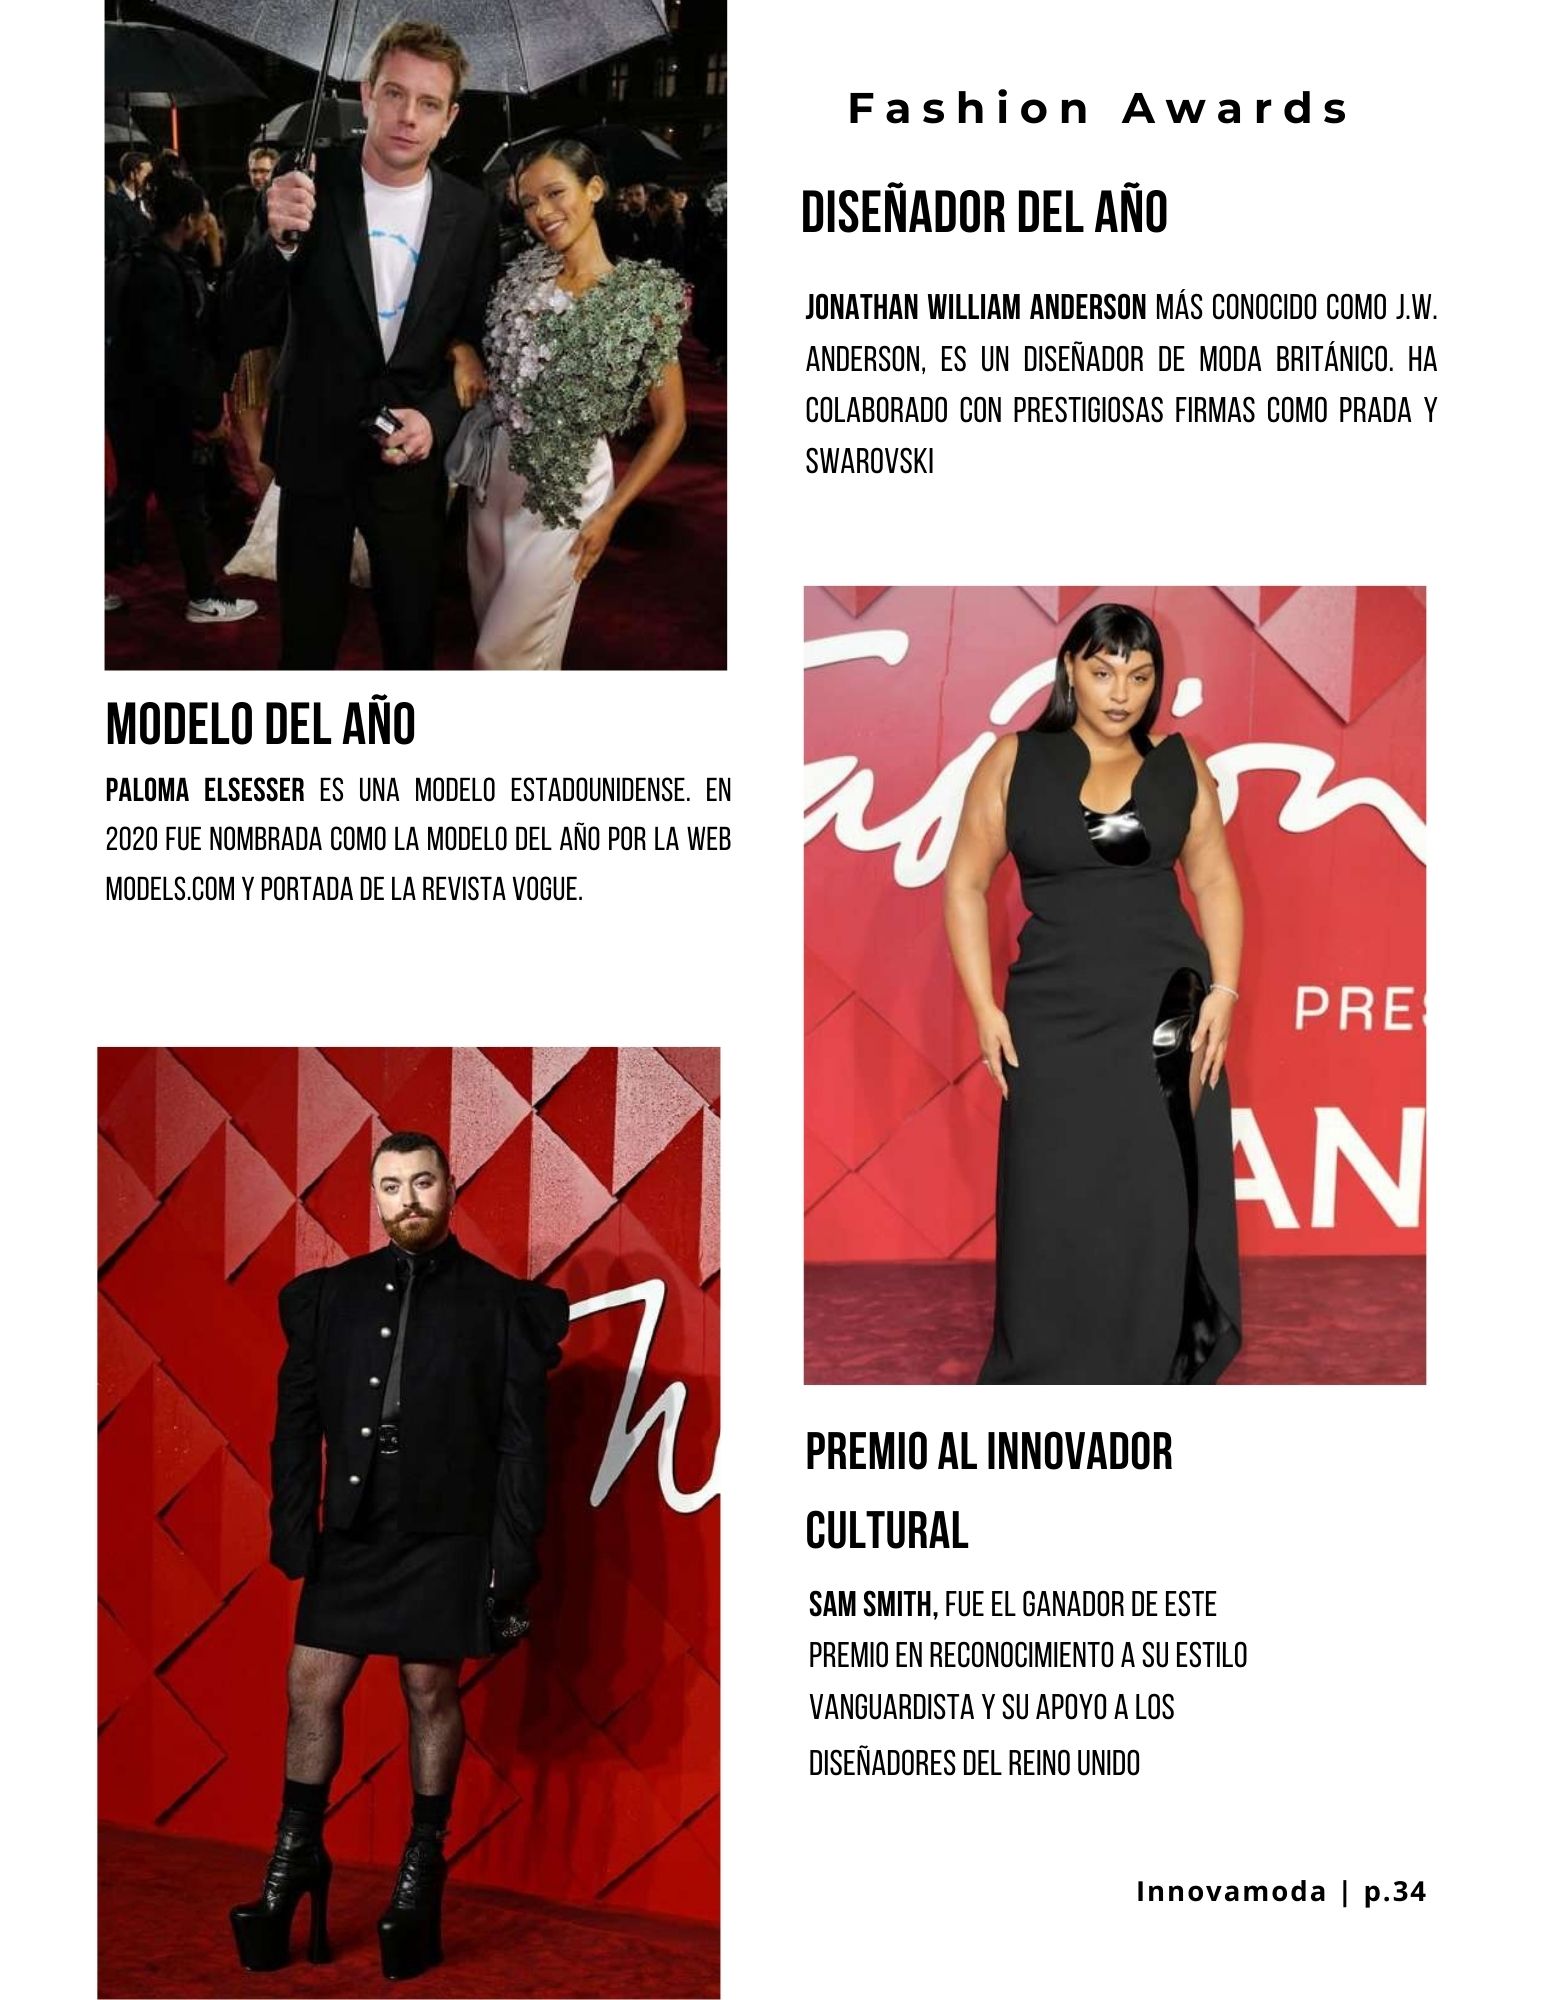 Fashion Awards
DISEÑADOR DEL AÑO
JONATHAN WILLIAM ANDERSON MÁS CONOCIDO COMO J.W.
ANDERSON, ES UN DISEÑADOR DE MODA BRITÁNICO. HA
COLABORADO CON PRESTIGIOSAS FIRMAS COMO PRADA Y
SWAROVSKI
MODELO DEL AÑO
PALOMA ELSESSER ES UNA MODELO ESTADOUNIDENSE. EN
2020 FUE NOMBRADA COMO LA MODELO DEL AÑO POR LA WEB
MODELS.COM Y PORTADA DE LA REVISTA VOGUE.
Fashion
PRES
AN
PREMIO AL INNOVADOR
CULTURAL
SAM SMITH, FUE EL GANADOR DE ESTE
PREMIO EN RECONOCIMIENTO A SU ESTILO
VANGUARDISTA Y SU APOYO A LOS
DISEÑADORES DEL REINO UNIDO
Innovamoda | p.34